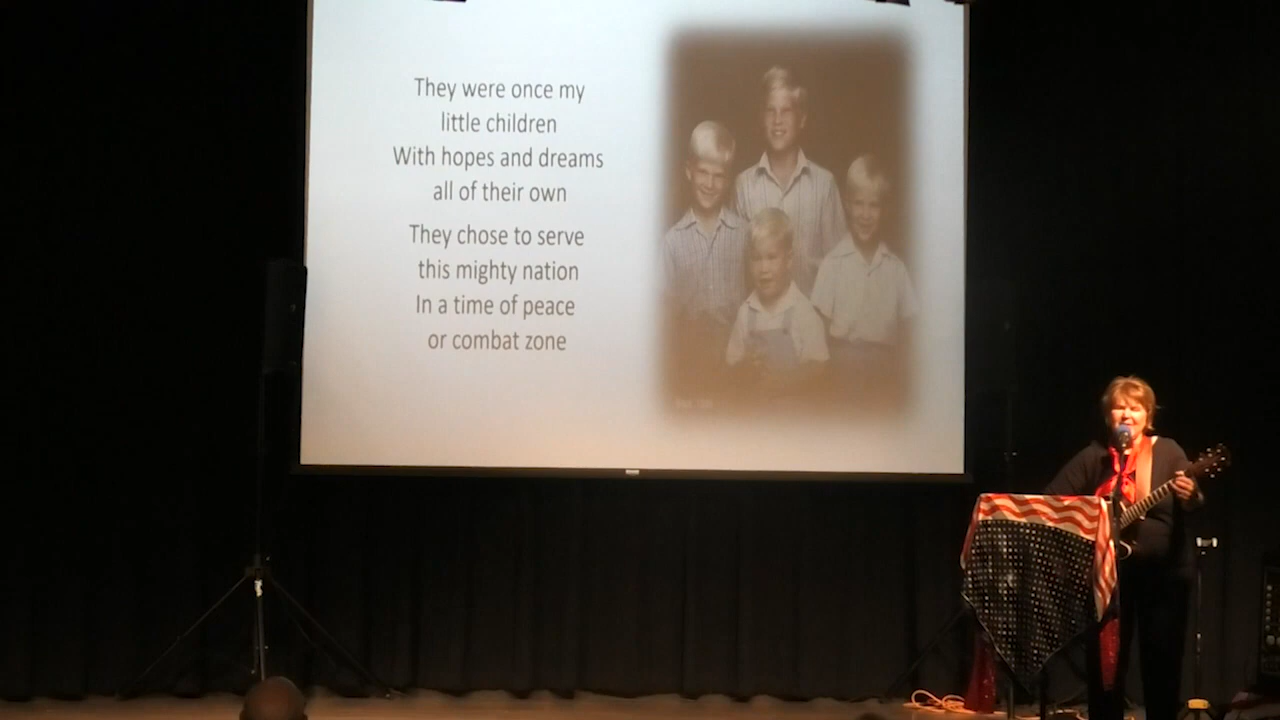 They were once my
little children
With hopes and dreams
all of their own
They chose to serve
this mighty nation
In a time of peace
or combat zone